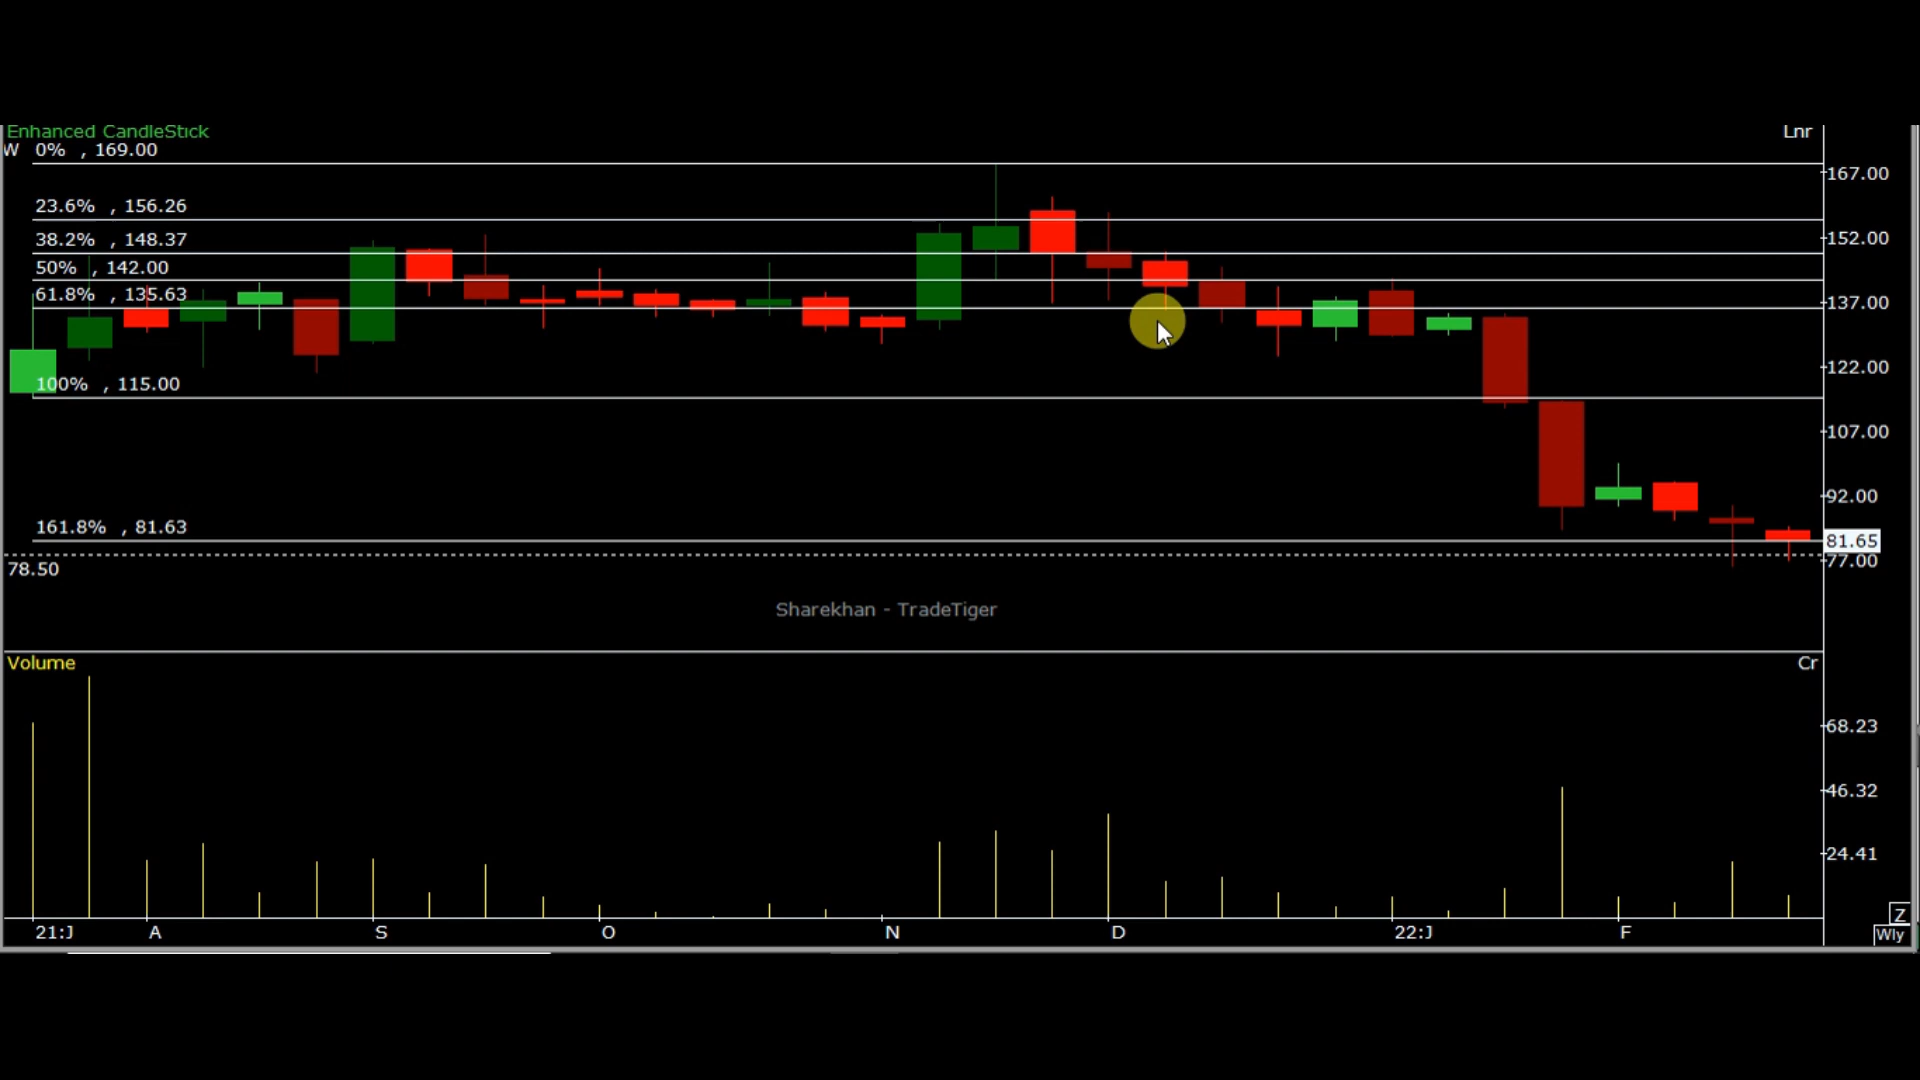 Enhanced CandleStick
Lnr
W 0% , 169.00
167.00
23.6% , 156.26
38.2% , 148.37
152.00
50% , 142.00
61.8% , 135.63
137.00
122.00
100% , 115.00
107.00
92.00
161.8% , 81.63
81.65
77.00
78.50
Sharekhan - TradeTiger
Volume
Cr
68.23
46.32
24.41
Z
21:J A S O N D 22:J F
Wly